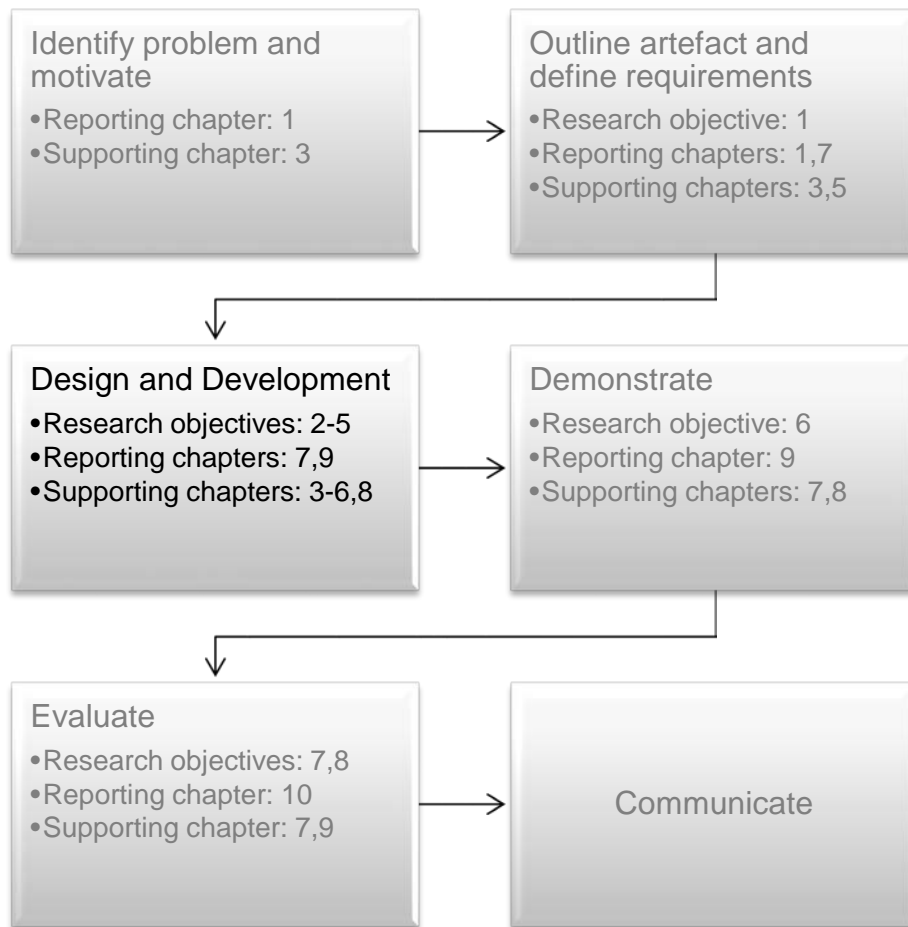 Identify problem and
motivate
•Reporting chapter: 1
•Supporting chapter: 3
Outline artefact and
define requirements
•Research objective: 1
•Reporting chapters: 1,7
•Supporting chapters: 3,5
Design and Development
•Research objectives: 2-5
•Reporting chapters: 7,9
•Supporting chapters: 3-6,8
Demonstrate
•Research objective: 6
•Reporting chapter: 9
•Supporting chapters: 7,8
Evaluate
•Research objectives: 7,8
•Reporting chapter: 10
•Supporting chapter: 7,9
Communicate